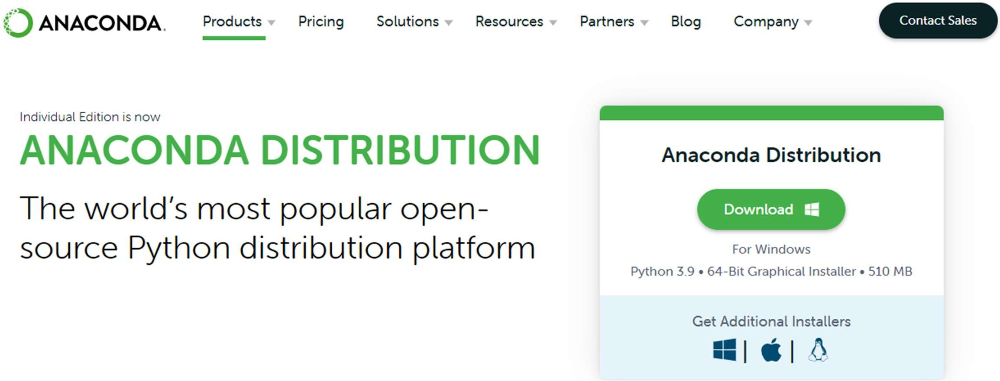 ANACONDA.
Products
Pricing
Solutions
Resources
Partners
Blog
Company
Contact Sales
Individual Edition is now
ANACONDA DISTRIBUTION
The world’s most popular open-
source Python distribution platform
Anaconda Distribution
Download
For Windows
Python 3.9 • 64-Bit Graphical Installer • 510 MB
Get Additional Installers